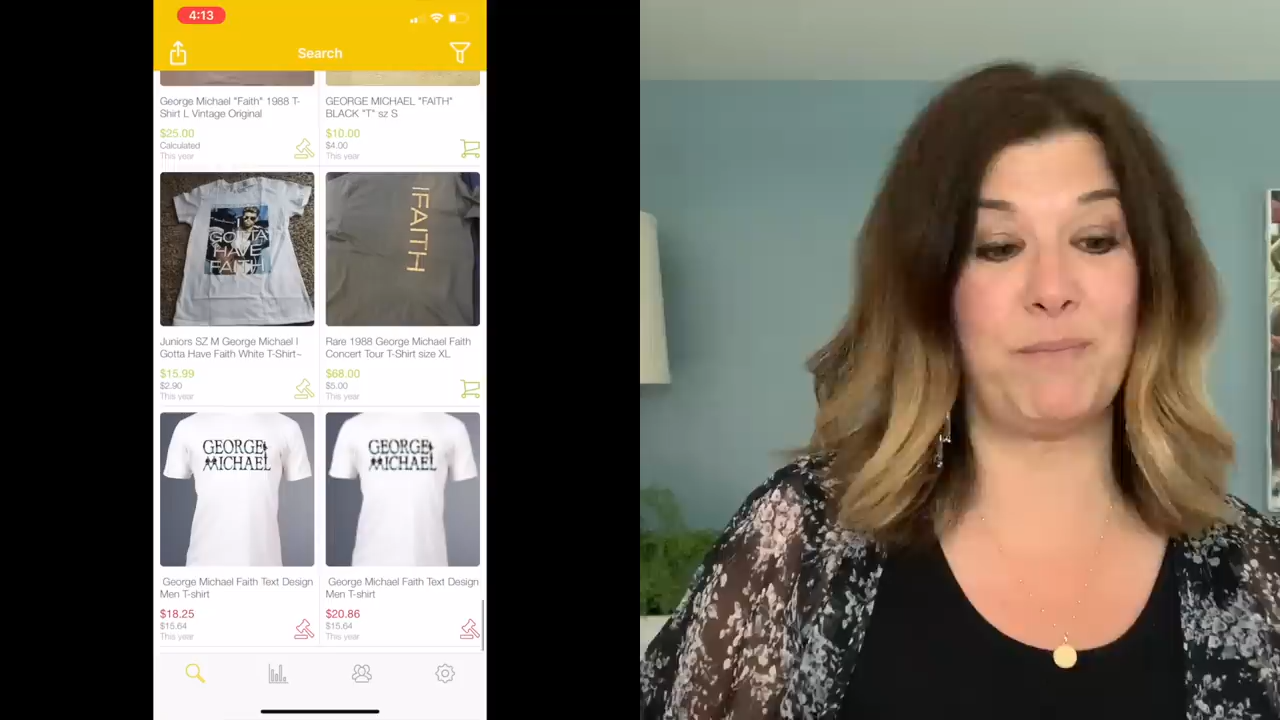 4:13
Search
George Michael "Faith" 1988 T-
Shirt L Vintage Original
$25.00
Calculated
This year
GEORGE MICHAEL "FAITH"
BLACK "T" sz S
$10.00
$4.00
This year
I
GOTTA
HAVE
FAITH
FAITH
Juniors SZ M George Michael I
Gotta Have Faith White T-Shirt~
$15.99
$2.90
This year
Rare 1988 George Michael Faith
Concert Tour T-Shirt size XL
$68.00
$5.00
This year
GEORGE
MICHAEL
GEORGE
MICHAEL
George Michael Faith Text Design
Men T-shirt
$18.25
$15.64
This year
George Michael Faith Text Design
Men T-shirt
$20.86
$15.64
This year